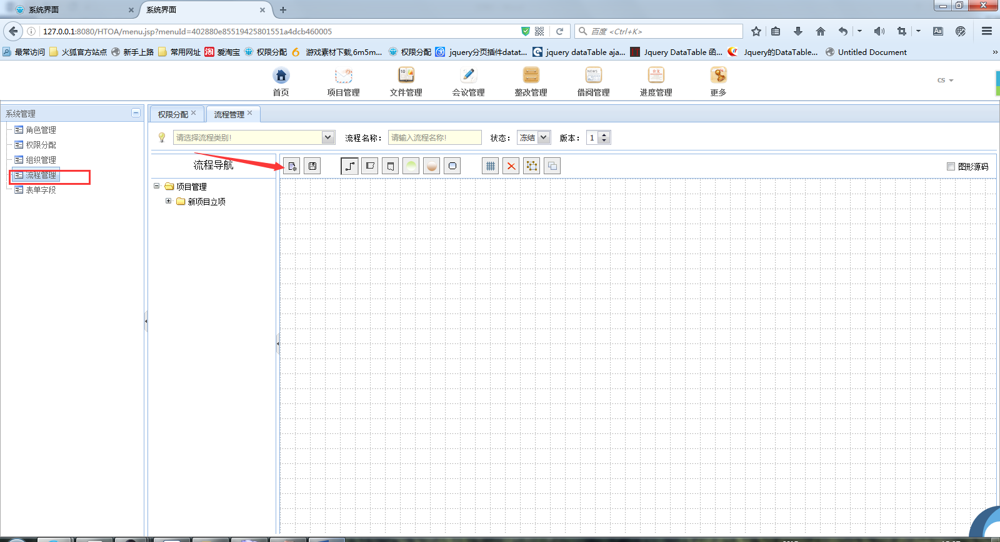 系统界面
系统界面
127.0.0.1:8080/HTOA/menu.jsp?menuId=402880e85519425801551a4dcb460005
百度 <Ctrl+K>
最常访问 火狐官方站点 新手上路 常用网址 淘 爱淘宝 权限分配 游戏素材下载,6m5m... 权限分配 jquery分页插件datat... jquery dataTable aja... Jquery DataTable 函... Jquery的DataTable... Untitled Document »
首页 项目管理 文件管理 会议管理 整改管理 借阅管理 进度管理 更多
cs
系统管理
角色管理
权限分配
组织管理
流程管理
表单字段
权限分配 流程管理
请选择流程类别! 流程名称: 请输入流程名称! 状态: 冻结 版本: 1
流程导航
图形源码
项目管理
新项目立项